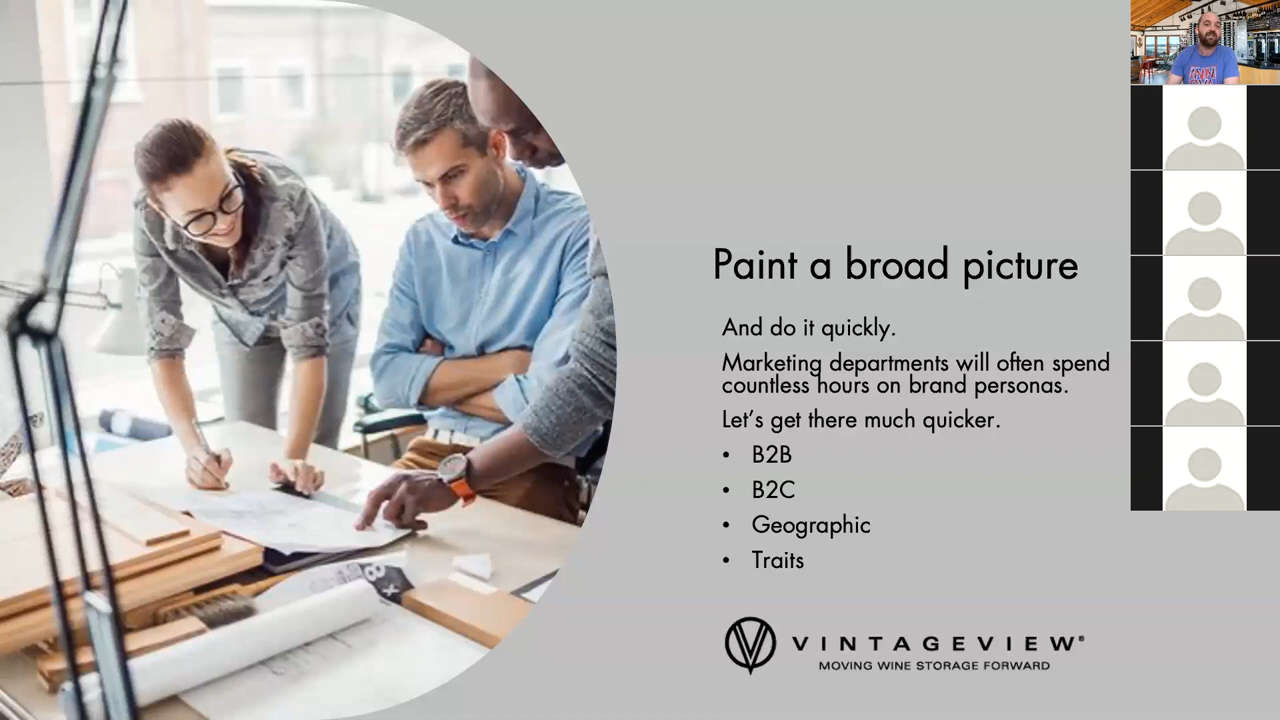 Paint a broad picture
And do it quickly.
Marketing departments will often spend
countless hours on brand personas.
Let’s get there much quicker.
• B2B
• B2C
• Geographic
• Traits
VINTAGEVIEW®
MOVING WINE STORAGE FORWARD